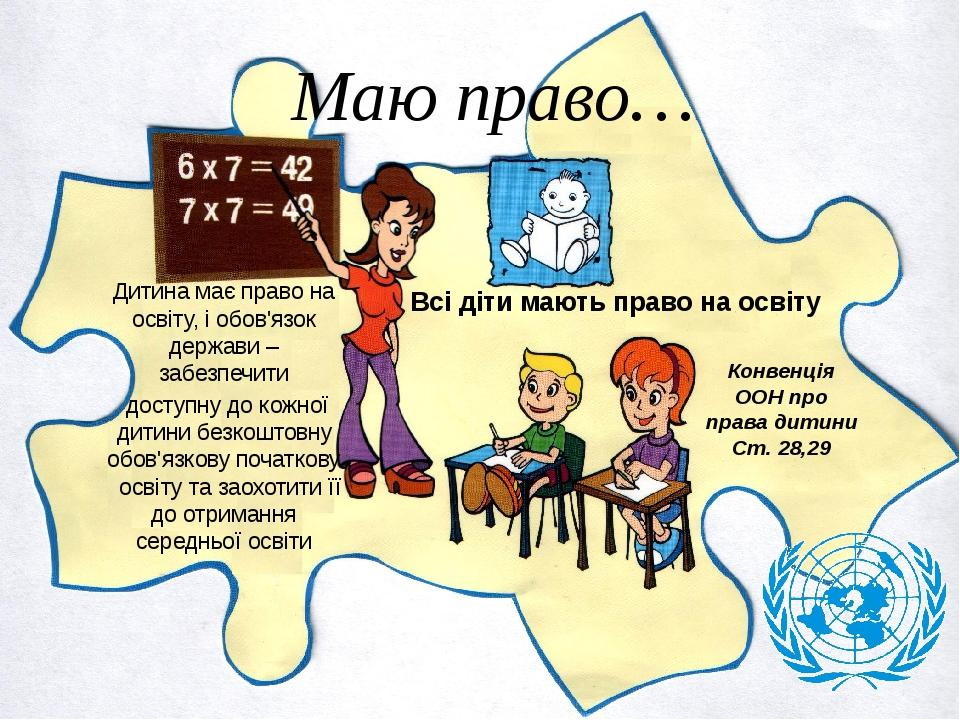 Маю право…
6 x 7 = 42
7 x 7 = 49
Дитина має право на
освіту, і обов'язок
держави –
забезпечити
доступну до кожної
дитини безкоштовну
обов'язкову початкову
освіту та заохотити її
до отримання
середньої освіти
Всі діти мають право на освіту
Конвенція
ООН про
права дитини
Ст. 28,29